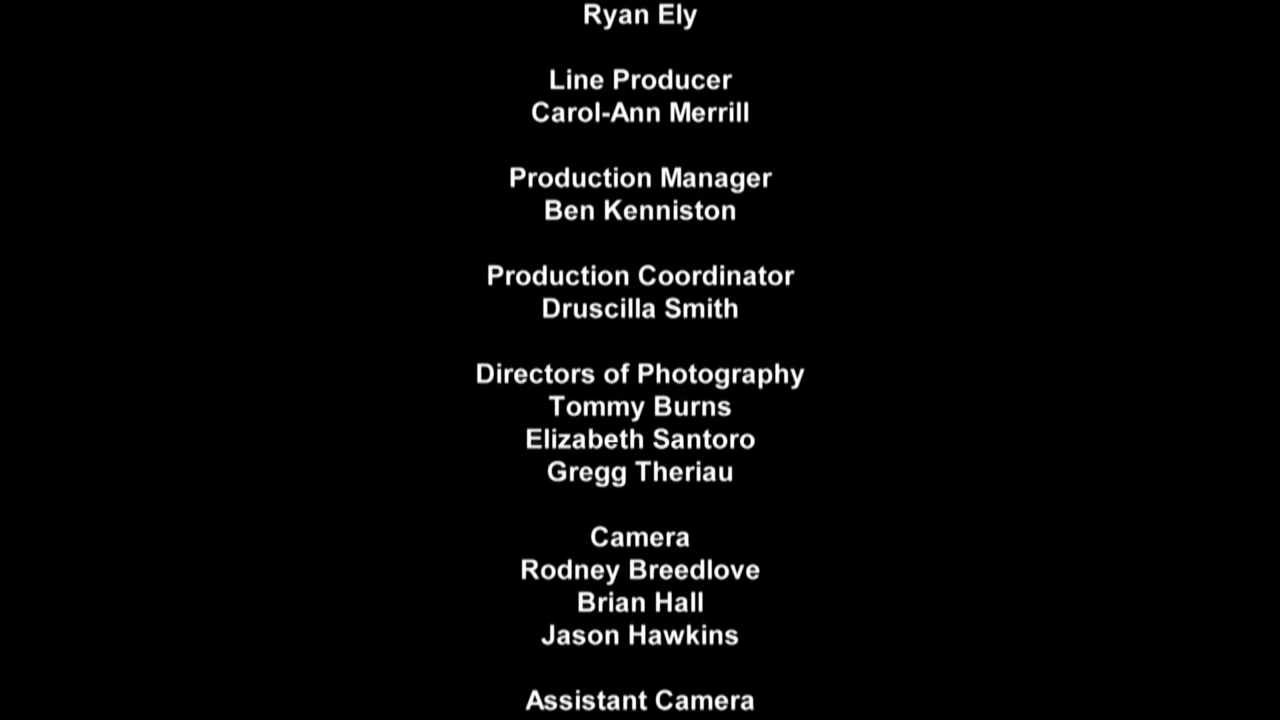 Ryan Ely
Line Producer
Carol-Ann Merrill
Production Manager
Ben Kenniston
Production Coordinator
Druscilla Smith
Directors of Photography
Tommy Burns
Elizabeth Santoro
Gregg Theriau
Camera
Rodney Breedlove
Brian Hall
Jason Hawkins
Assistant Camera